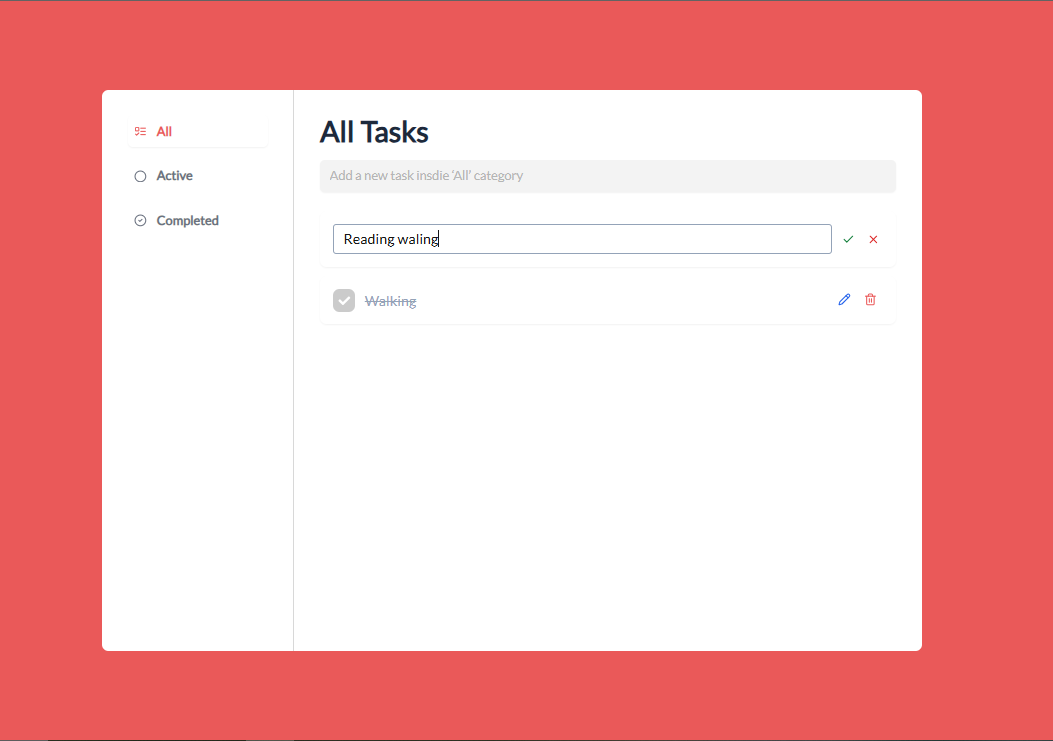 All
Active
Completed
All Tasks
Add a new task insdie 'All' category
Reading waling
Walking